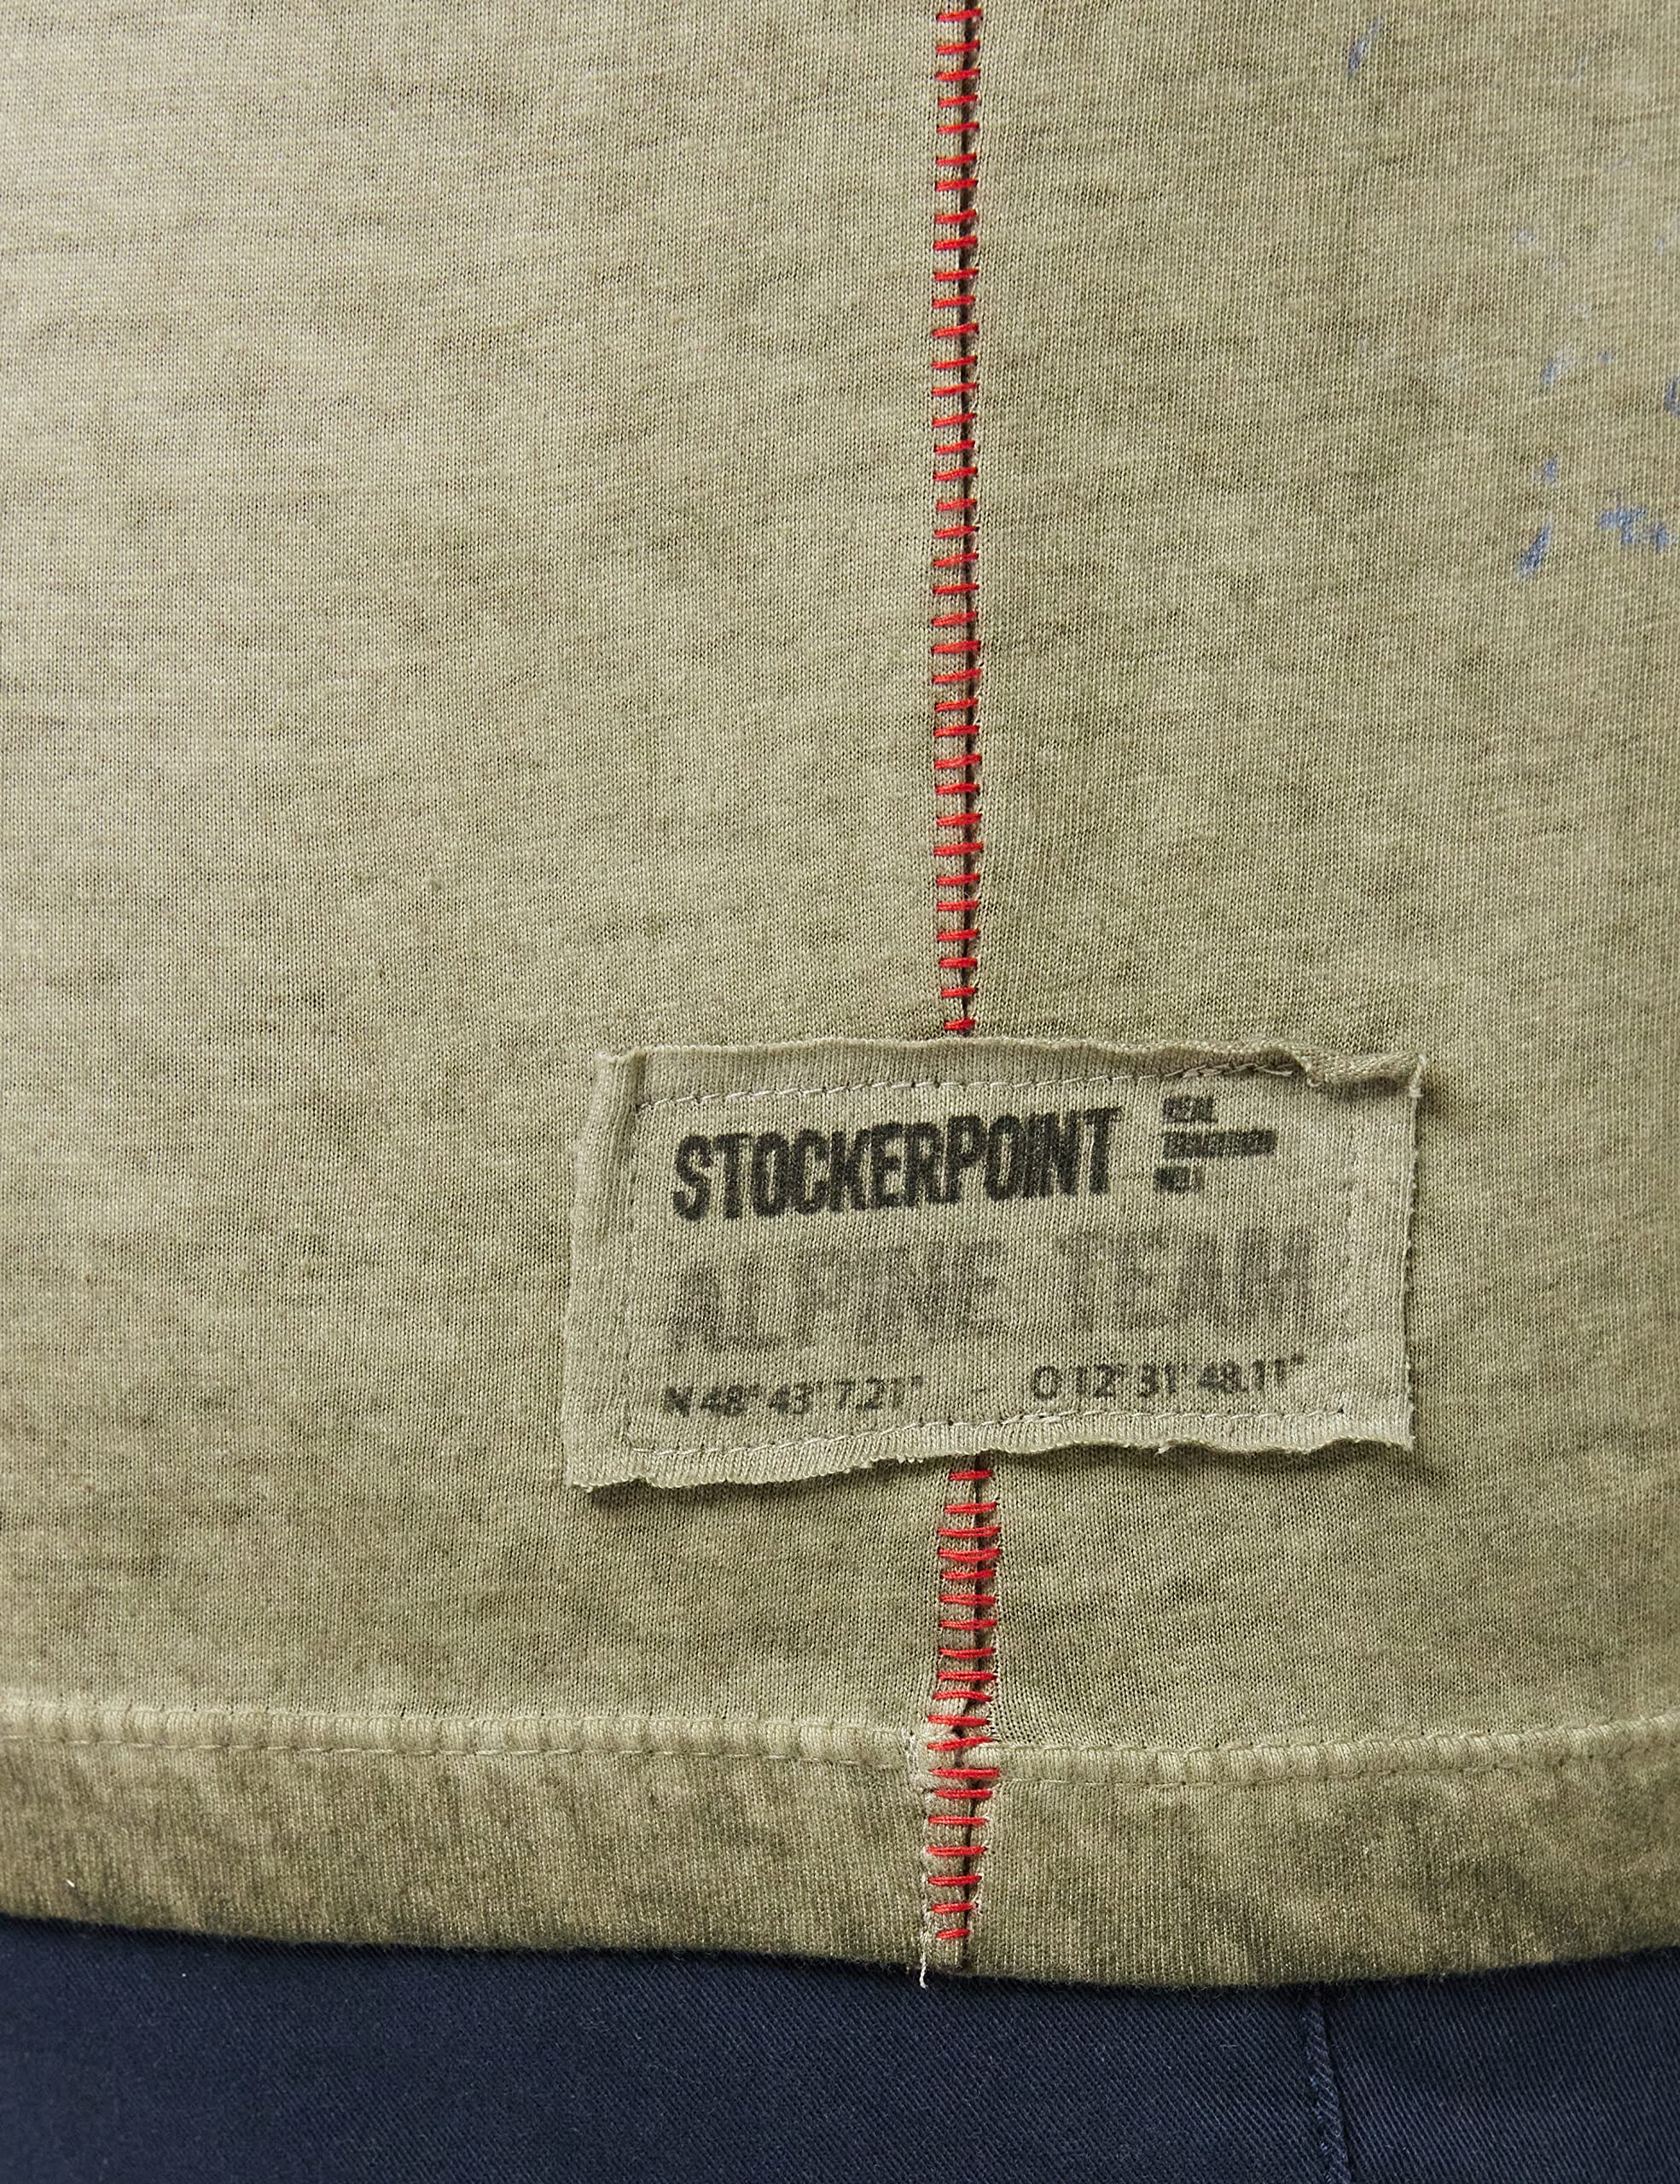 STOCKERPOINT
ALPINE TEAM
N 48° 43' 7.21" - O 12° 31' 48.11"